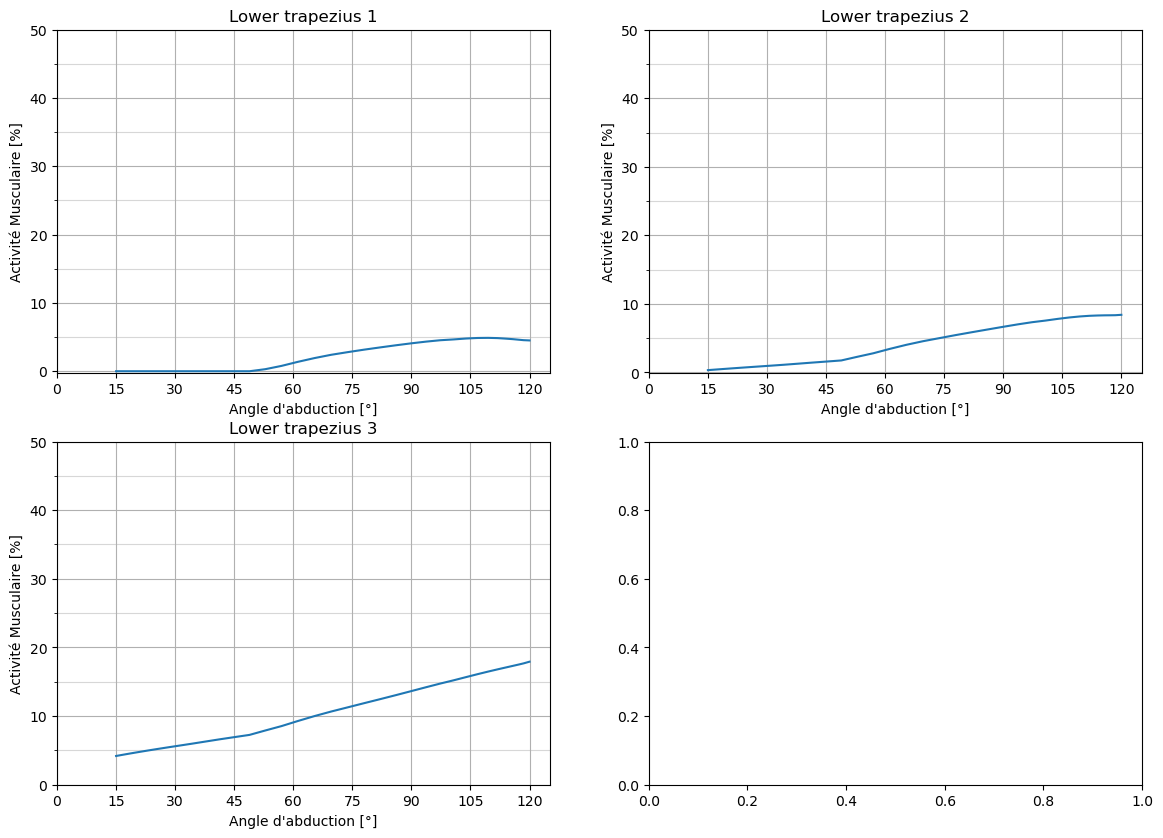 Lower trapezius 1
50
40
30
20
10
0
Activité Musculaire [%]
0 15 30 45 60 75 90 105 120
Angle d'abduction [°]
Lower trapezius 2
50
40
30
20
10
0
Activité Musculaire [%]
0 15 30 45 60 75 90 105 120
Angle d'abduction [°]
Lower trapezius 3
50
40
30
20
10
0
Activité Musculaire [%]
0 15 30 45 60 75 90 105 120
Angle d'abduction [°]
1.0
0.8
0.6
0.4
0.2
0.0
0.0 0.2 0.4 0.6 0.8 1.0